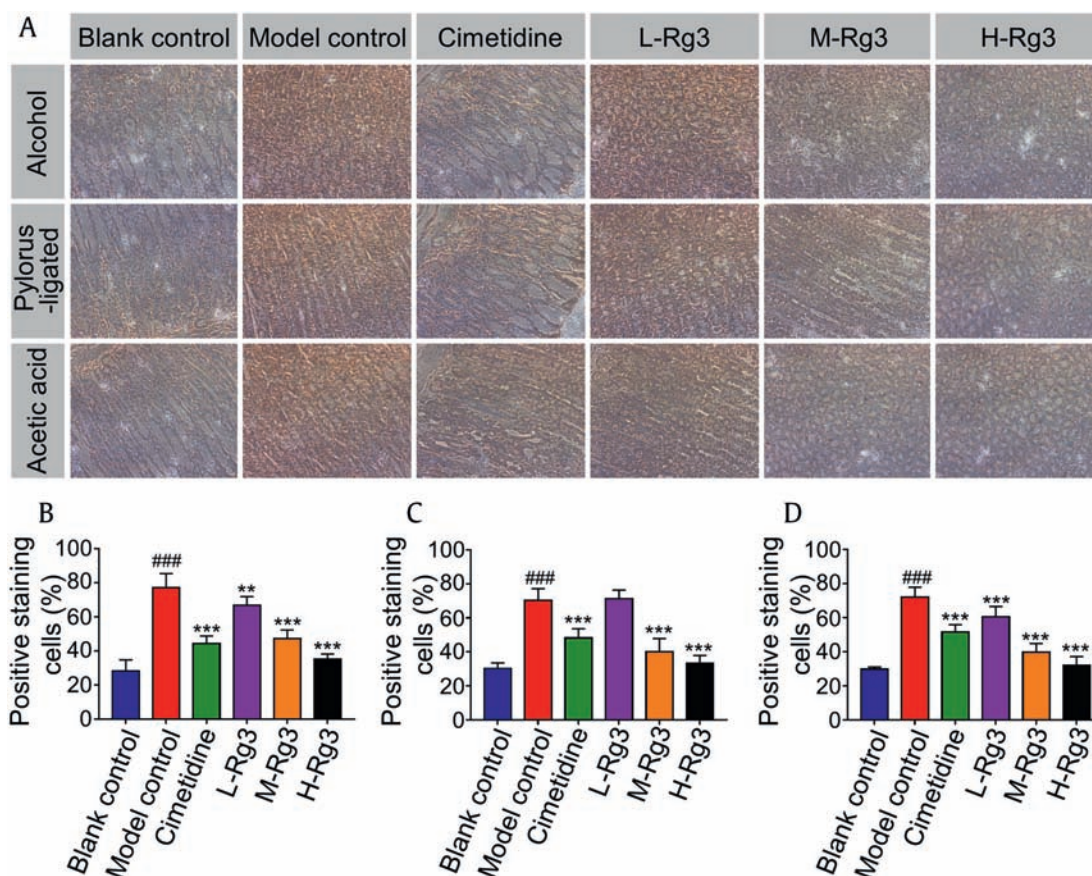 A
Blank control Model control Cimetidine L-Rg3 M-Rg3 H-Rg3
Alcohol
Pylorus
-ligated
Acetic acid
B
Positive staining
cells (%)
100
80
60
40
20
0
###
***
**
***
***
Blank control
Model control
Cimetidine
L-Rg3
M-Rg3
H-Rg3
C
Positive staining
cells (%)
100
80
60
40
20
0
###
***
***
***
Blank control
Model control
Cimetidine
L-Rg3
M-Rg3
H-Rg3
D
Positive staining
cells (%)
100
80
60
40
20
0
###
***
***
***
***
Blank control
Model control
Cimetidine
L-Rg3
M-Rg3
H-Rg3